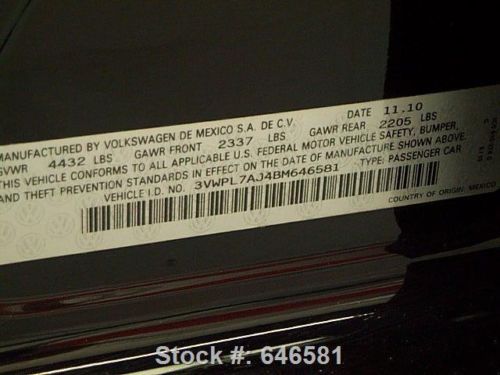 MANUFACTURED BY VOLKSWAGEN DE MEXICO S.A. DE C.V. DATE 11.10
GVWR 4432 LBS GAWR FRONT 2337 LBS GAWR REAR 2205 LBS
THIS VEHICLE CONFORMS TO ALL APPLICABLE U.S. FEDERAL MOTOR VEHICLE SAFETY, BUMPER,
AND THEFT PREVENTION STANDARDS IN EFFECT ON THE DATE OF MANUFACTURE SHOWN ABOVE.
VEHICLE I.D. NO. 3VWPL7AJ4BM646581 TYPE: PASSENGER CAR
COUNTRY OF ORIGIN: MEXICO
Stock #: 646581